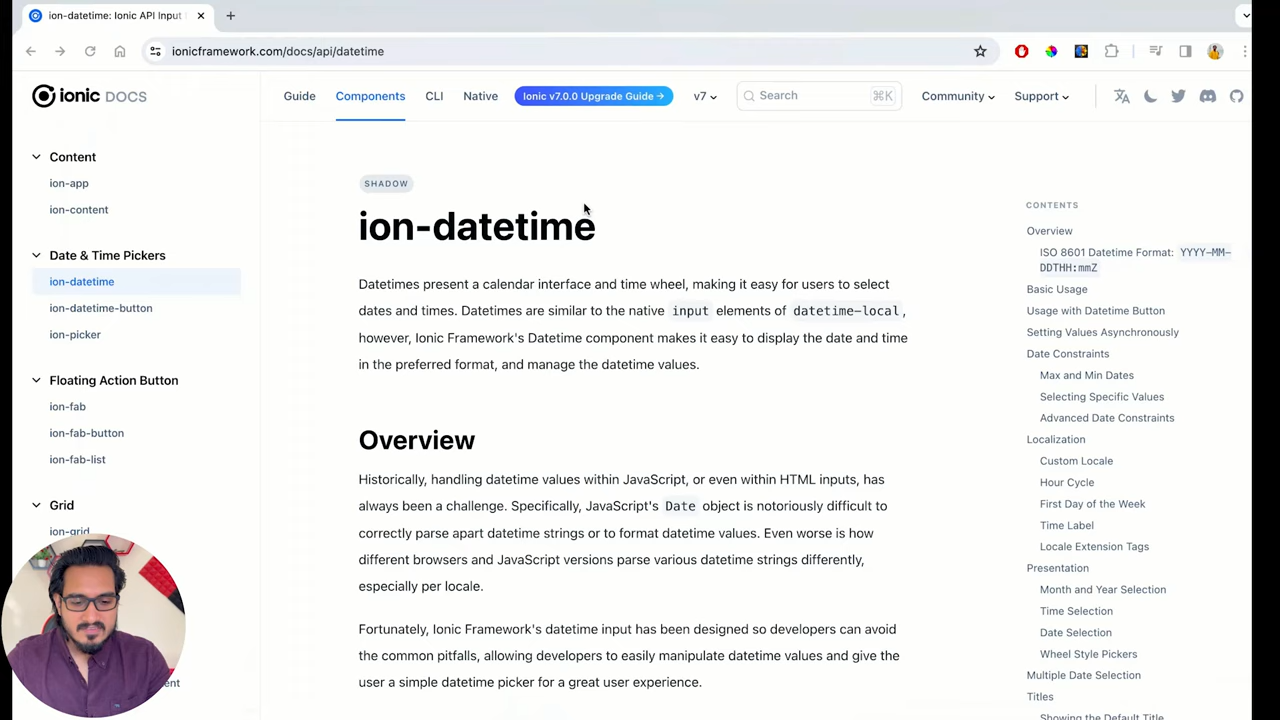 ion-datetime: Ionic API Input
ionicframework.com/docs/api/datetime
ionic DOCS
Guide
Components
CLI
Native
Ionic v7.0.0 Upgrade Guide →
v7
Search
⌘K
Community
Support
Content
ion-app
ion-content
Date & Time Pickers
ion-datetime
ion-datetime-button
ion-picker
Floating Action Button
ion-fab
ion-fab-button
ion-fab-list
Grid
ion-grid
SHADOW
ion-datetime
Datetimes present a calendar interface and time wheel, making it easy for users to select
dates and times. Datetimes are similar to the native input elements of datetime-local,
however, Ionic Framework's Datetime component makes it easy to display the date and time
in the preferred format, and manage the datetime values.
Overview
Historically, handling datetime values within JavaScript, or even within HTML inputs, has
always been a challenge. Specifically, JavaScript's Date object is notoriously difficult to
correctly parse apart datetime strings or to format datetime values. Even worse is how
different browsers and JavaScript versions parse various datetime strings differently,
especially per locale.
Fortunately, Ionic Framework's datetime input has been designed so developers can avoid
the common pitfalls, allowing developers to easily manipulate datetime values and give the
user a simple datetime picker for a great user experience.
CONTENTS
Overview
ISO 8601 Datetime Format: YYYY-MM-
DDTHH:mmZ
Basic Usage
Usage with Datetime Button
Setting Values Asynchronously
Date Constraints
Max and Min Dates
Selecting Specific Values
Advanced Date Constraints
Localization
Custom Locale
Hour Cycle
First Day of the Week
Time Label
Locale Extension Tags
Presentation
Month and Year Selection
Time Selection
Date Selection
Wheel Style Pickers
Multiple Date Selection
Titles
Showing the Default Title